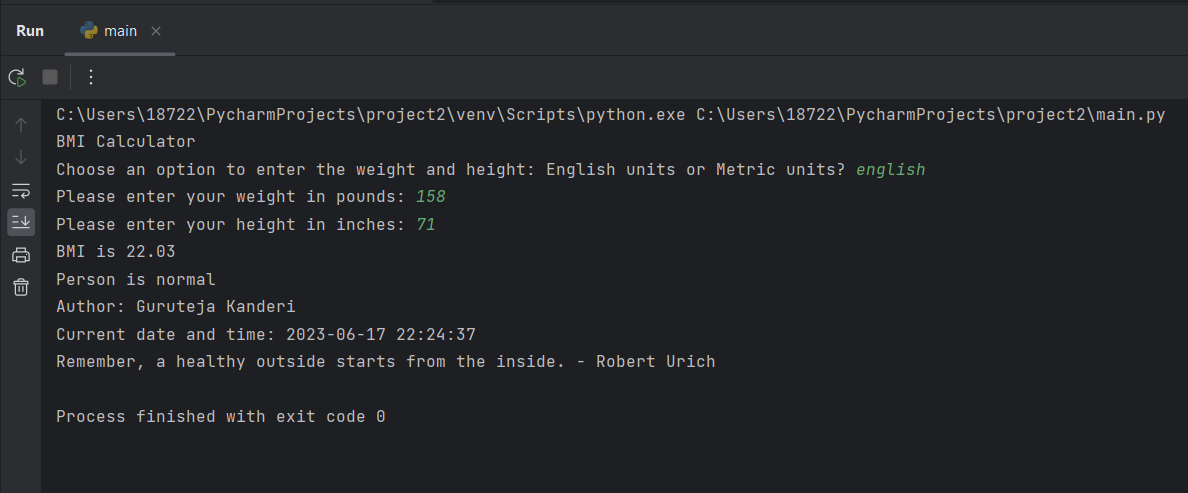 Run main
C:\Users\18722\PycharmProjects\project2\venv\Scripts\python.exe C:\Users\18722\PycharmProjects\project2\main.py
BMI Calculator
Choose an option to enter the weight and height: English units or Metric units? english
Please enter your weight in pounds: 158
Please enter your height in inches: 71
BMI is 22.03
Person is normal
Author: Guruteja Kanderi
Current date and time: 2023-06-17 22:24:37
Remember, a healthy outside starts from the inside. - Robert Urich
Process finished with exit code 0